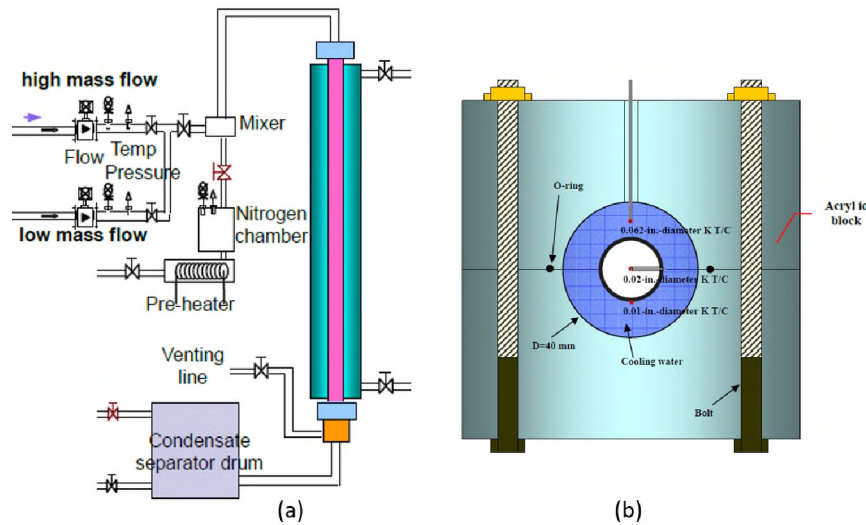 high mass flow
Flow
Temp
Pressure
low mass flow
Mixer
Nitrogen
chamber
Pre-heater
Venting
line
Condensate
separator drum
(a)
O-ring
Acrylic
block
0.062-in.-diameter K T/C
0.02-in.-diameter K T/C
0.01-in.-diameter K T/C
D=40 mm
Cooling water
Bolt
(b)